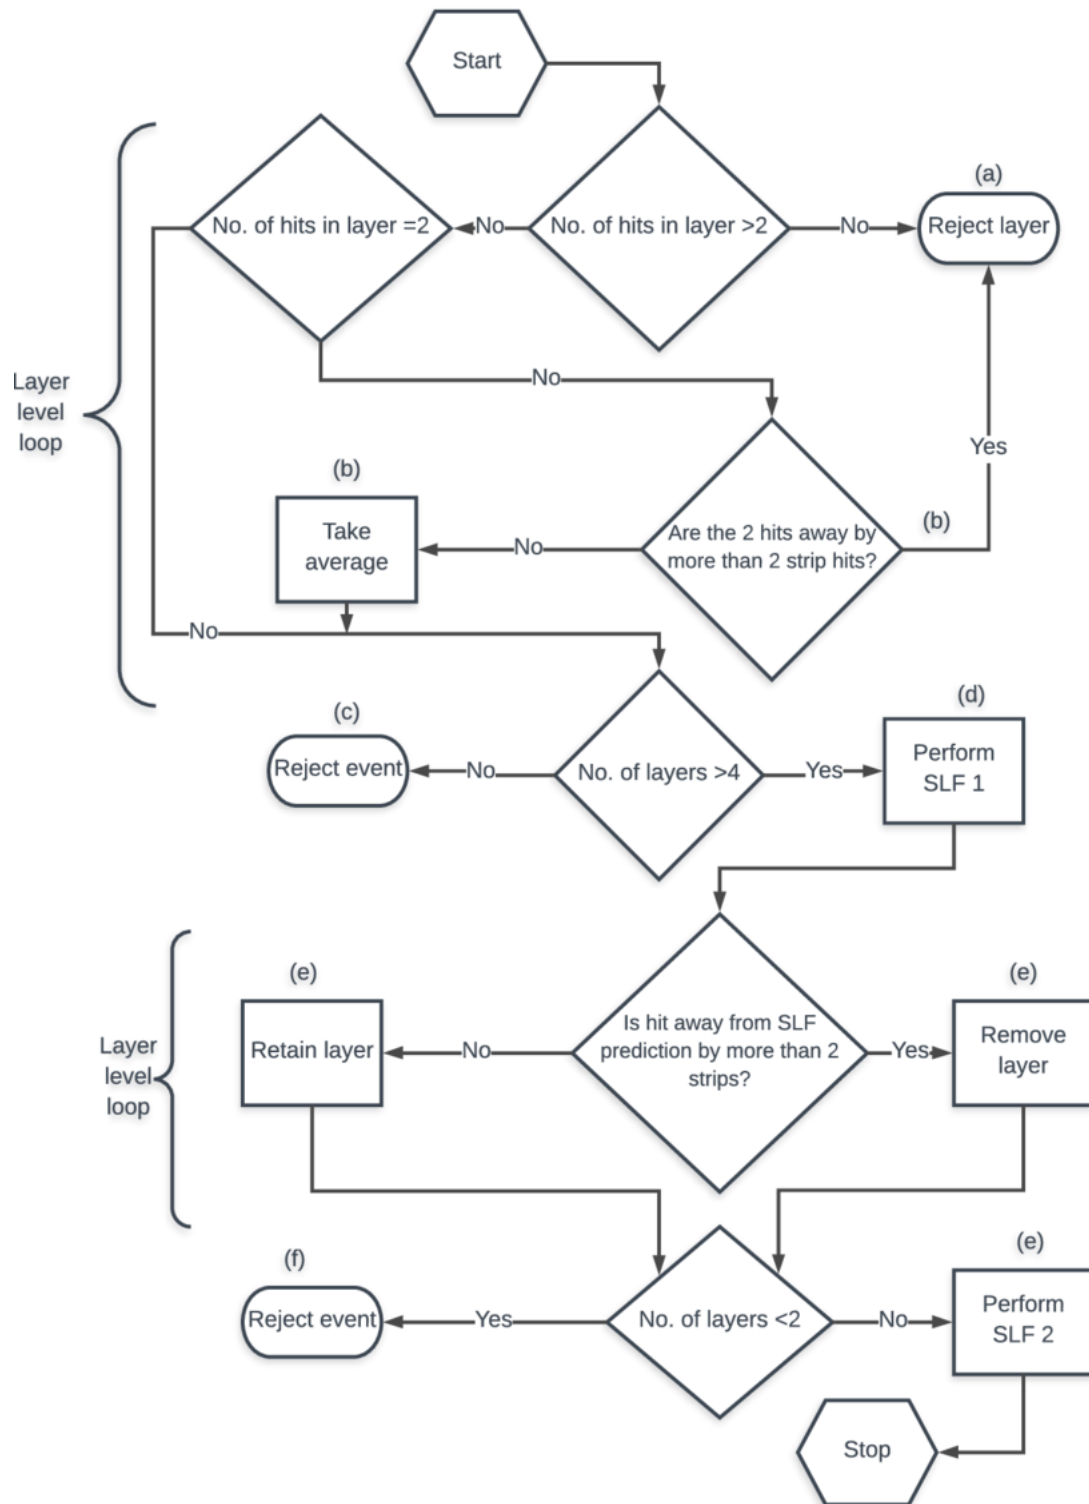 Start
(a)
No. of hits in layer =2
No
No. of hits in layer >2
No
Reject layer
No
Layer
level
loop
Yes
(b)
Take
average
No
Are the 2 hits away by
more than 2 strip hits?
(b)
No
(c)
Reject event
No
No. of layers >4
Yes
(d)
Perform
SLF 1
Layer
level
loop
(e)
Retain layer
No
Is hit away from SLF
prediction by more than 2
strips?
Yes
(e)
Remove
layer
(f)
Reject event
Yes
No. of layers <2
No
(e)
Perform
SLF 2
Stop